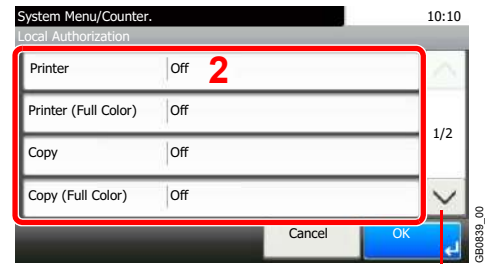 System Menu/Counter. 10:10
Local Authorization
Printer Off 2
Printer (Full Color) Off
1/2
Copy Off
Copy (Full Color) Off
Cancel OK
GB0839_00